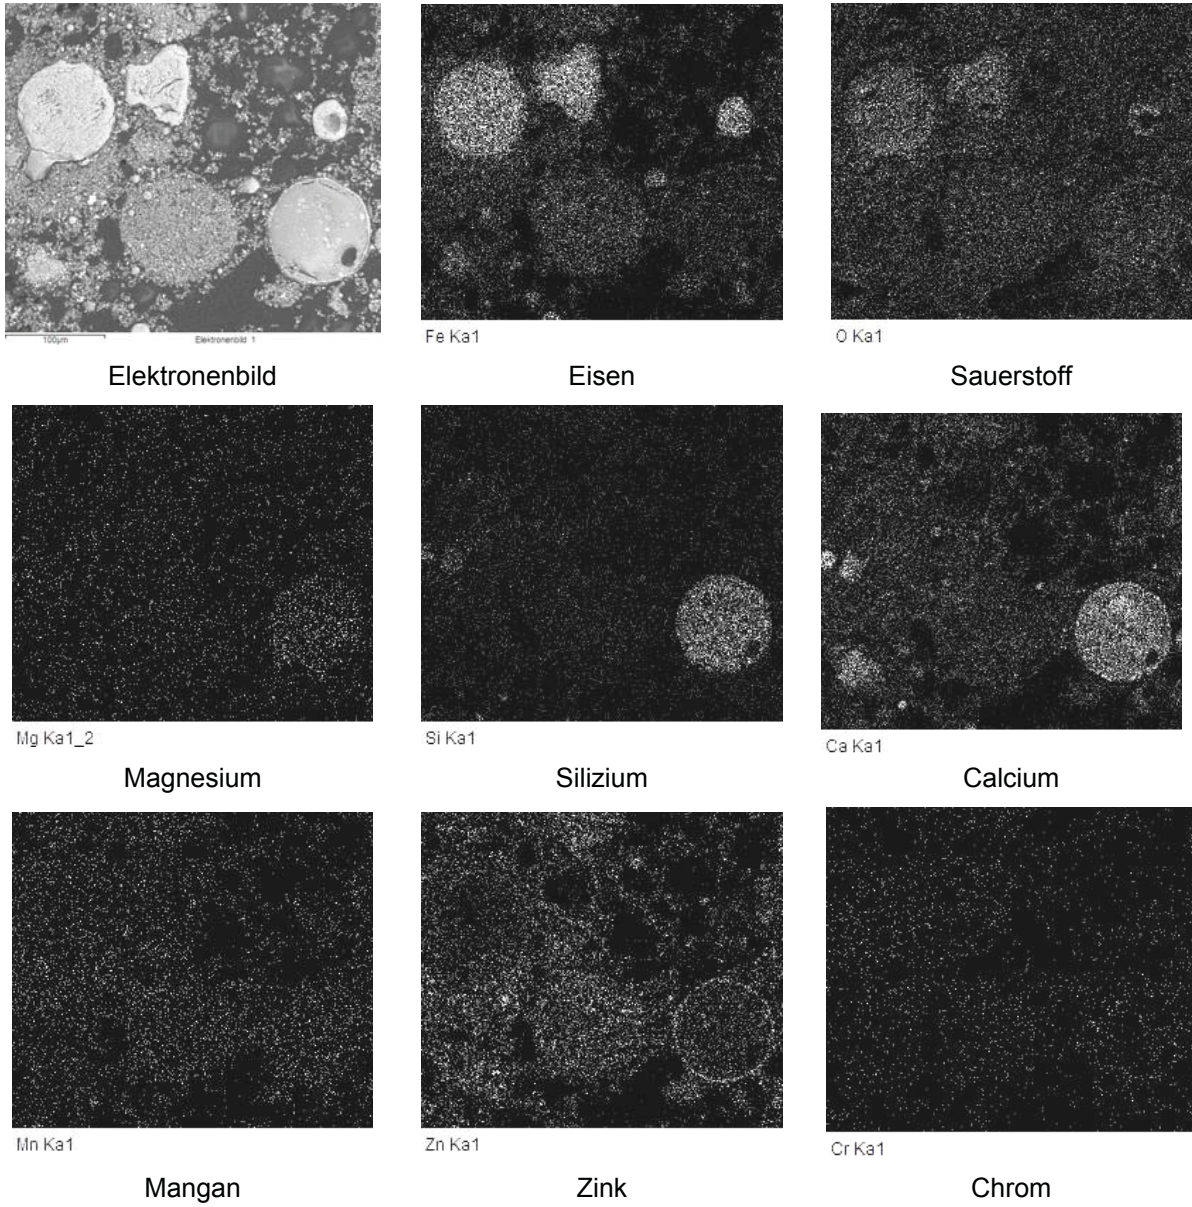 100µm Elektronenbild 1
Fe Ka1
O Ka1
Elektronenbild
Eisen
Sauerstoff
Mg Ka1_2
Si Ka1
Ca Ka1
Magnesium
Silizium
Calcium
Mn Ka1
Zn Ka1
Cr Ka1
Mangan
Zink
Chrom